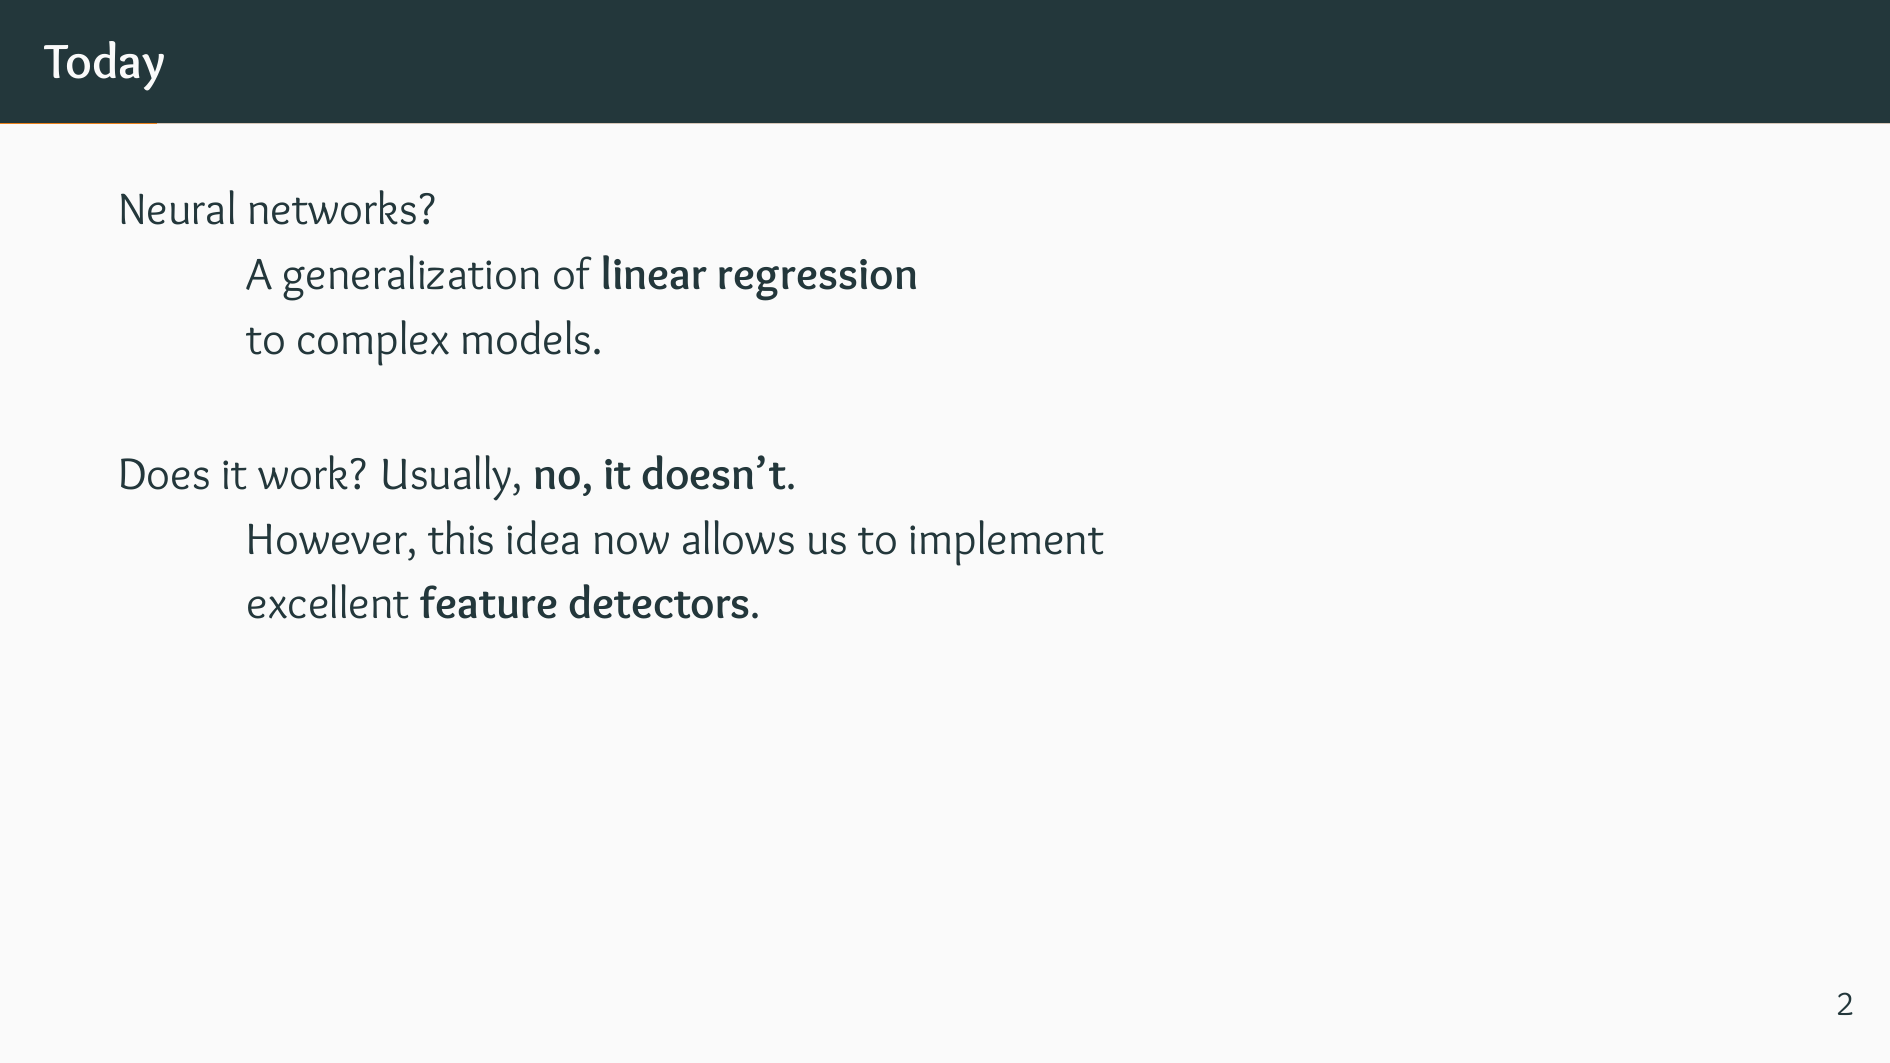 Today
Neural networks?
A generalization of linear regression
to complex models.
Does it work? Usually, no, it doesn’t.
However, this idea now allows us to implement
excellent feature detectors.
2